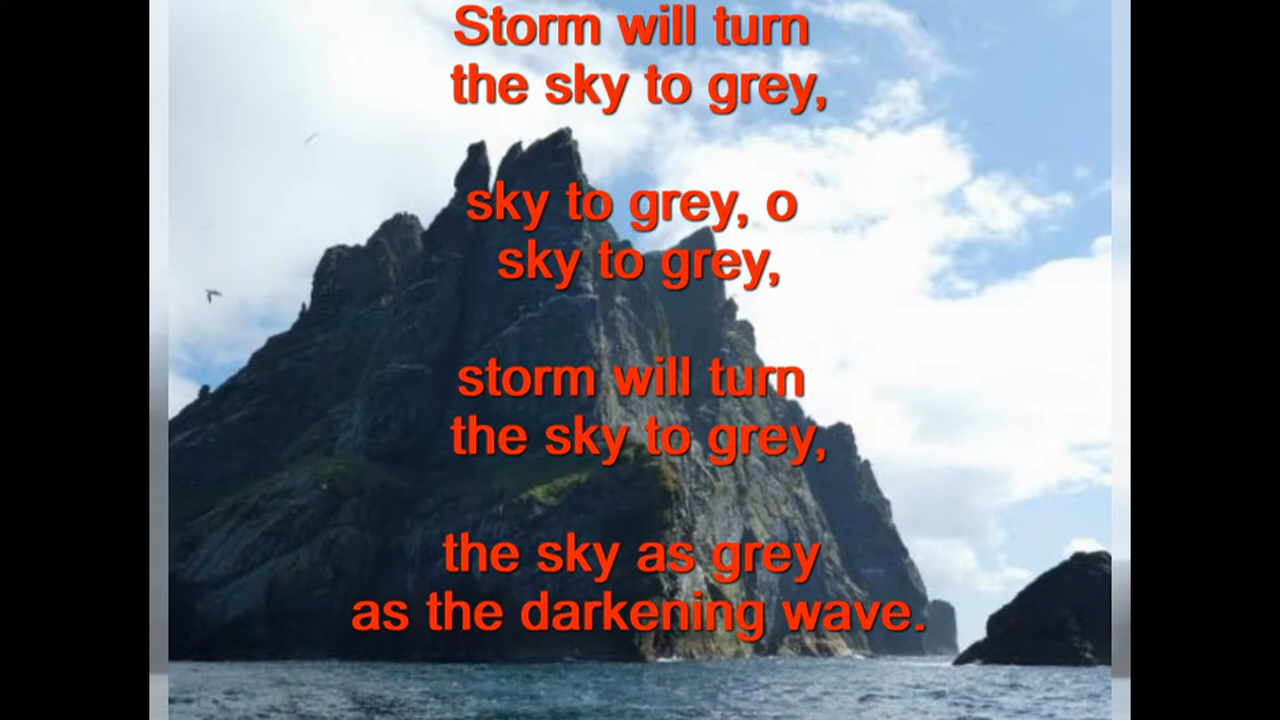 Storm will turn
the sky to grey,
sky to grey, o
sky to grey,
storm will turn
the sky to grey,
the sky as grey
as the darkening wave.